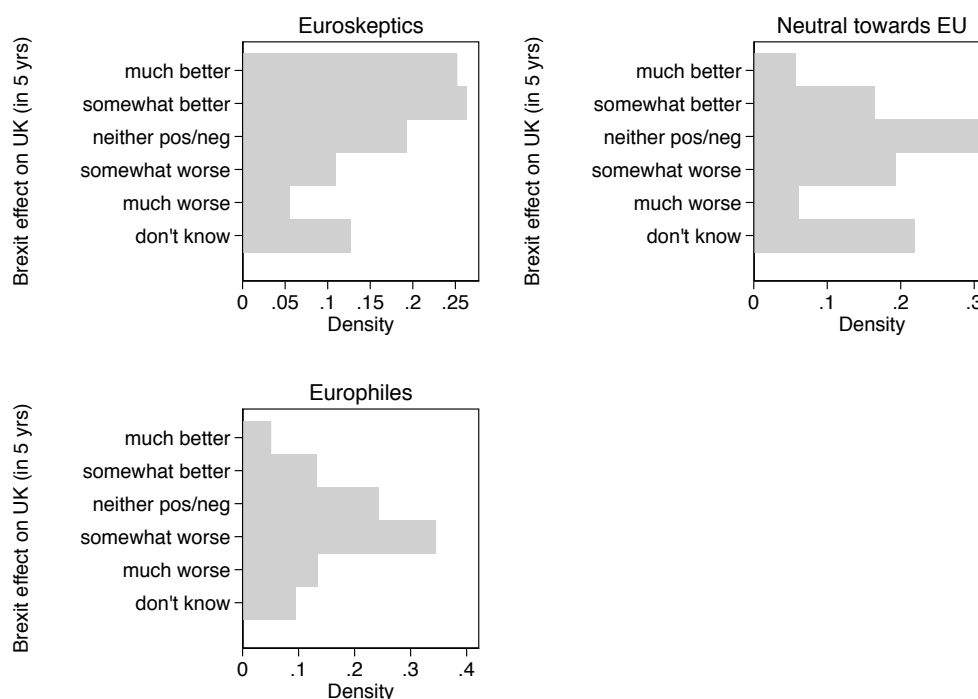 Euroskeptics
Brexit effect on UK (in 5 yrs)
much better
somewhat better
neither pos/neg
somewhat worse
much worse
don't know
0 .05 .1 .15 .2 .25
Density
Neutral towards EU
Brexit effect on UK (in 5 yrs)
much better
somewhat better
neither pos/neg
somewhat worse
much worse
don't know
0 .1 .2 .3
Density
Europhiles
Brexit effect on UK (in 5 yrs)
much better
somewhat better
neither pos/neg
somewhat worse
much worse
don't know
0 .1 .2 .3 .4
Density